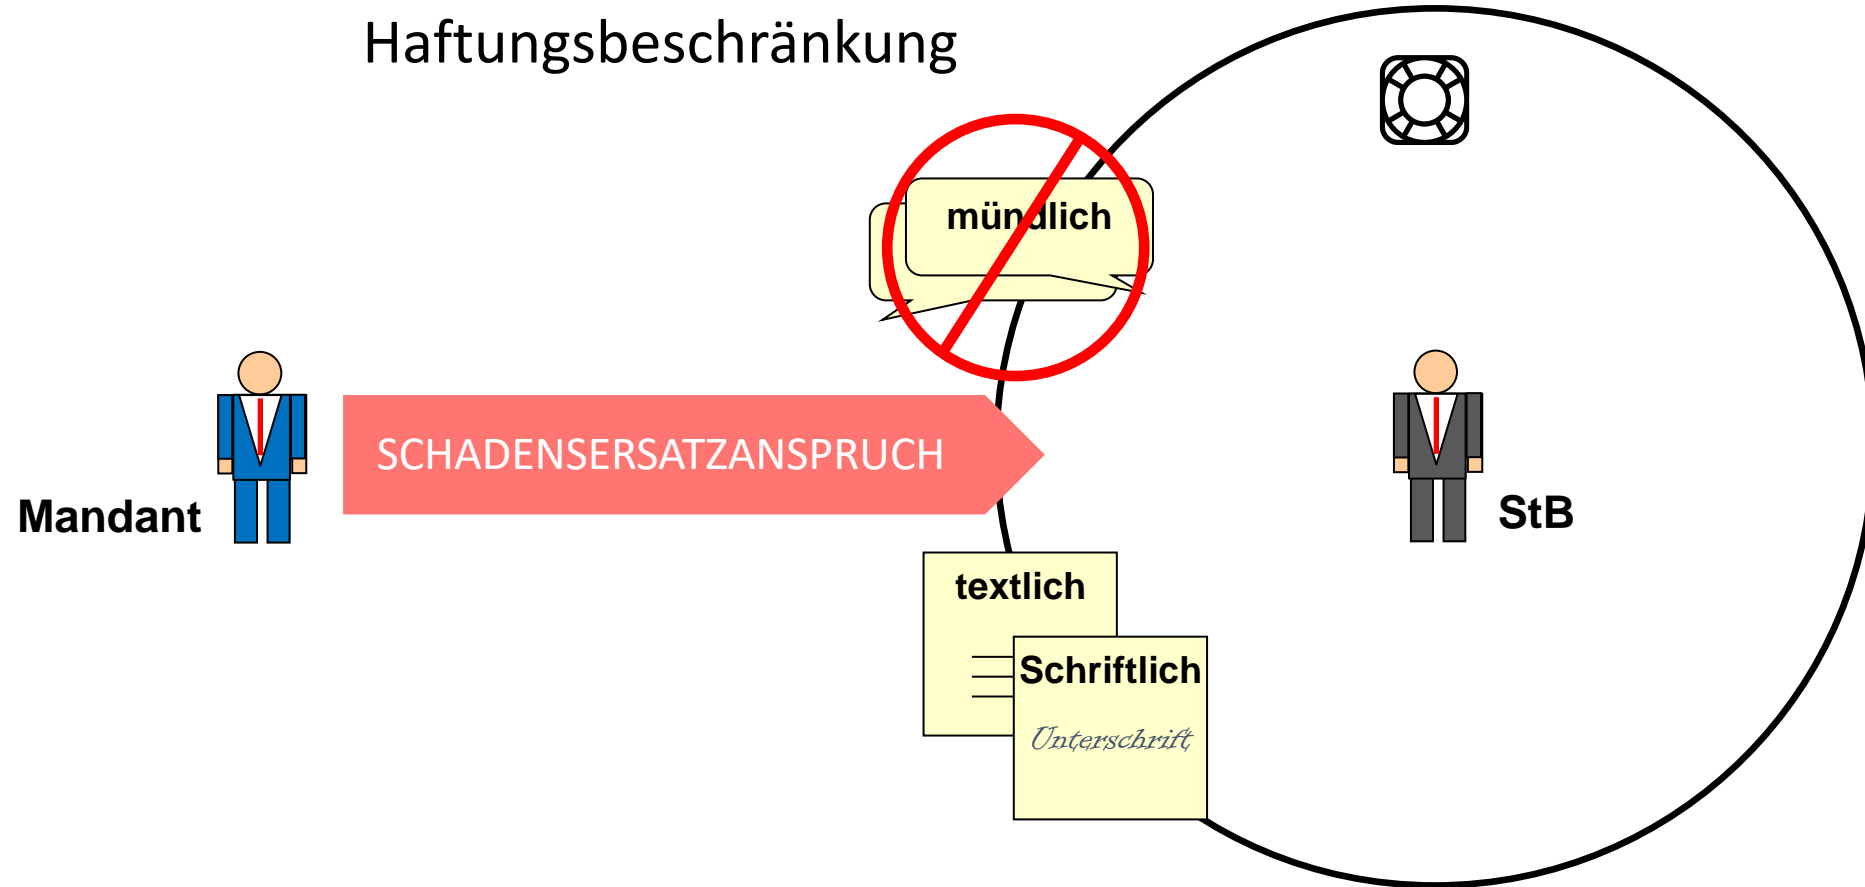 Haftungsbeschränkung
mündlich
SCHADENSERSATZANSPRUCH
Mandant
StB
textlich
Schriftlich
Unterschrift